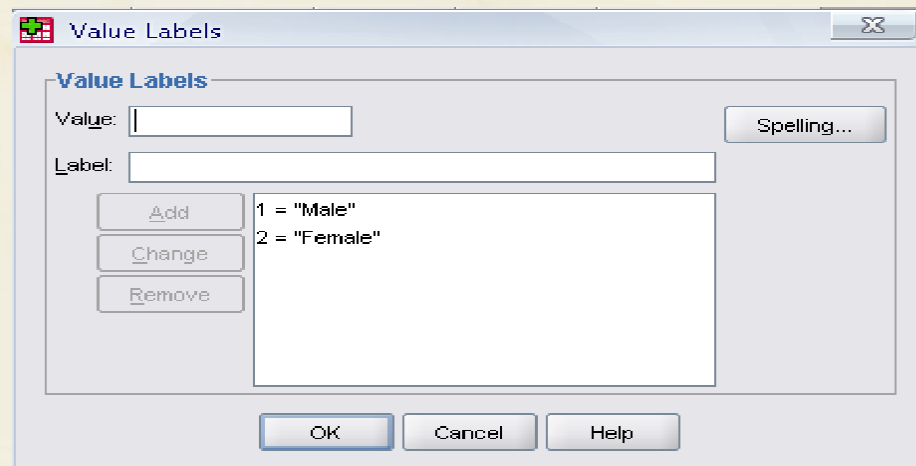 Value Labels
Value Labels
Value:
Spelling...
Label:
Add
1 = "Male"
Change
2 = "Female"
Remove
OK
Cancel
Help